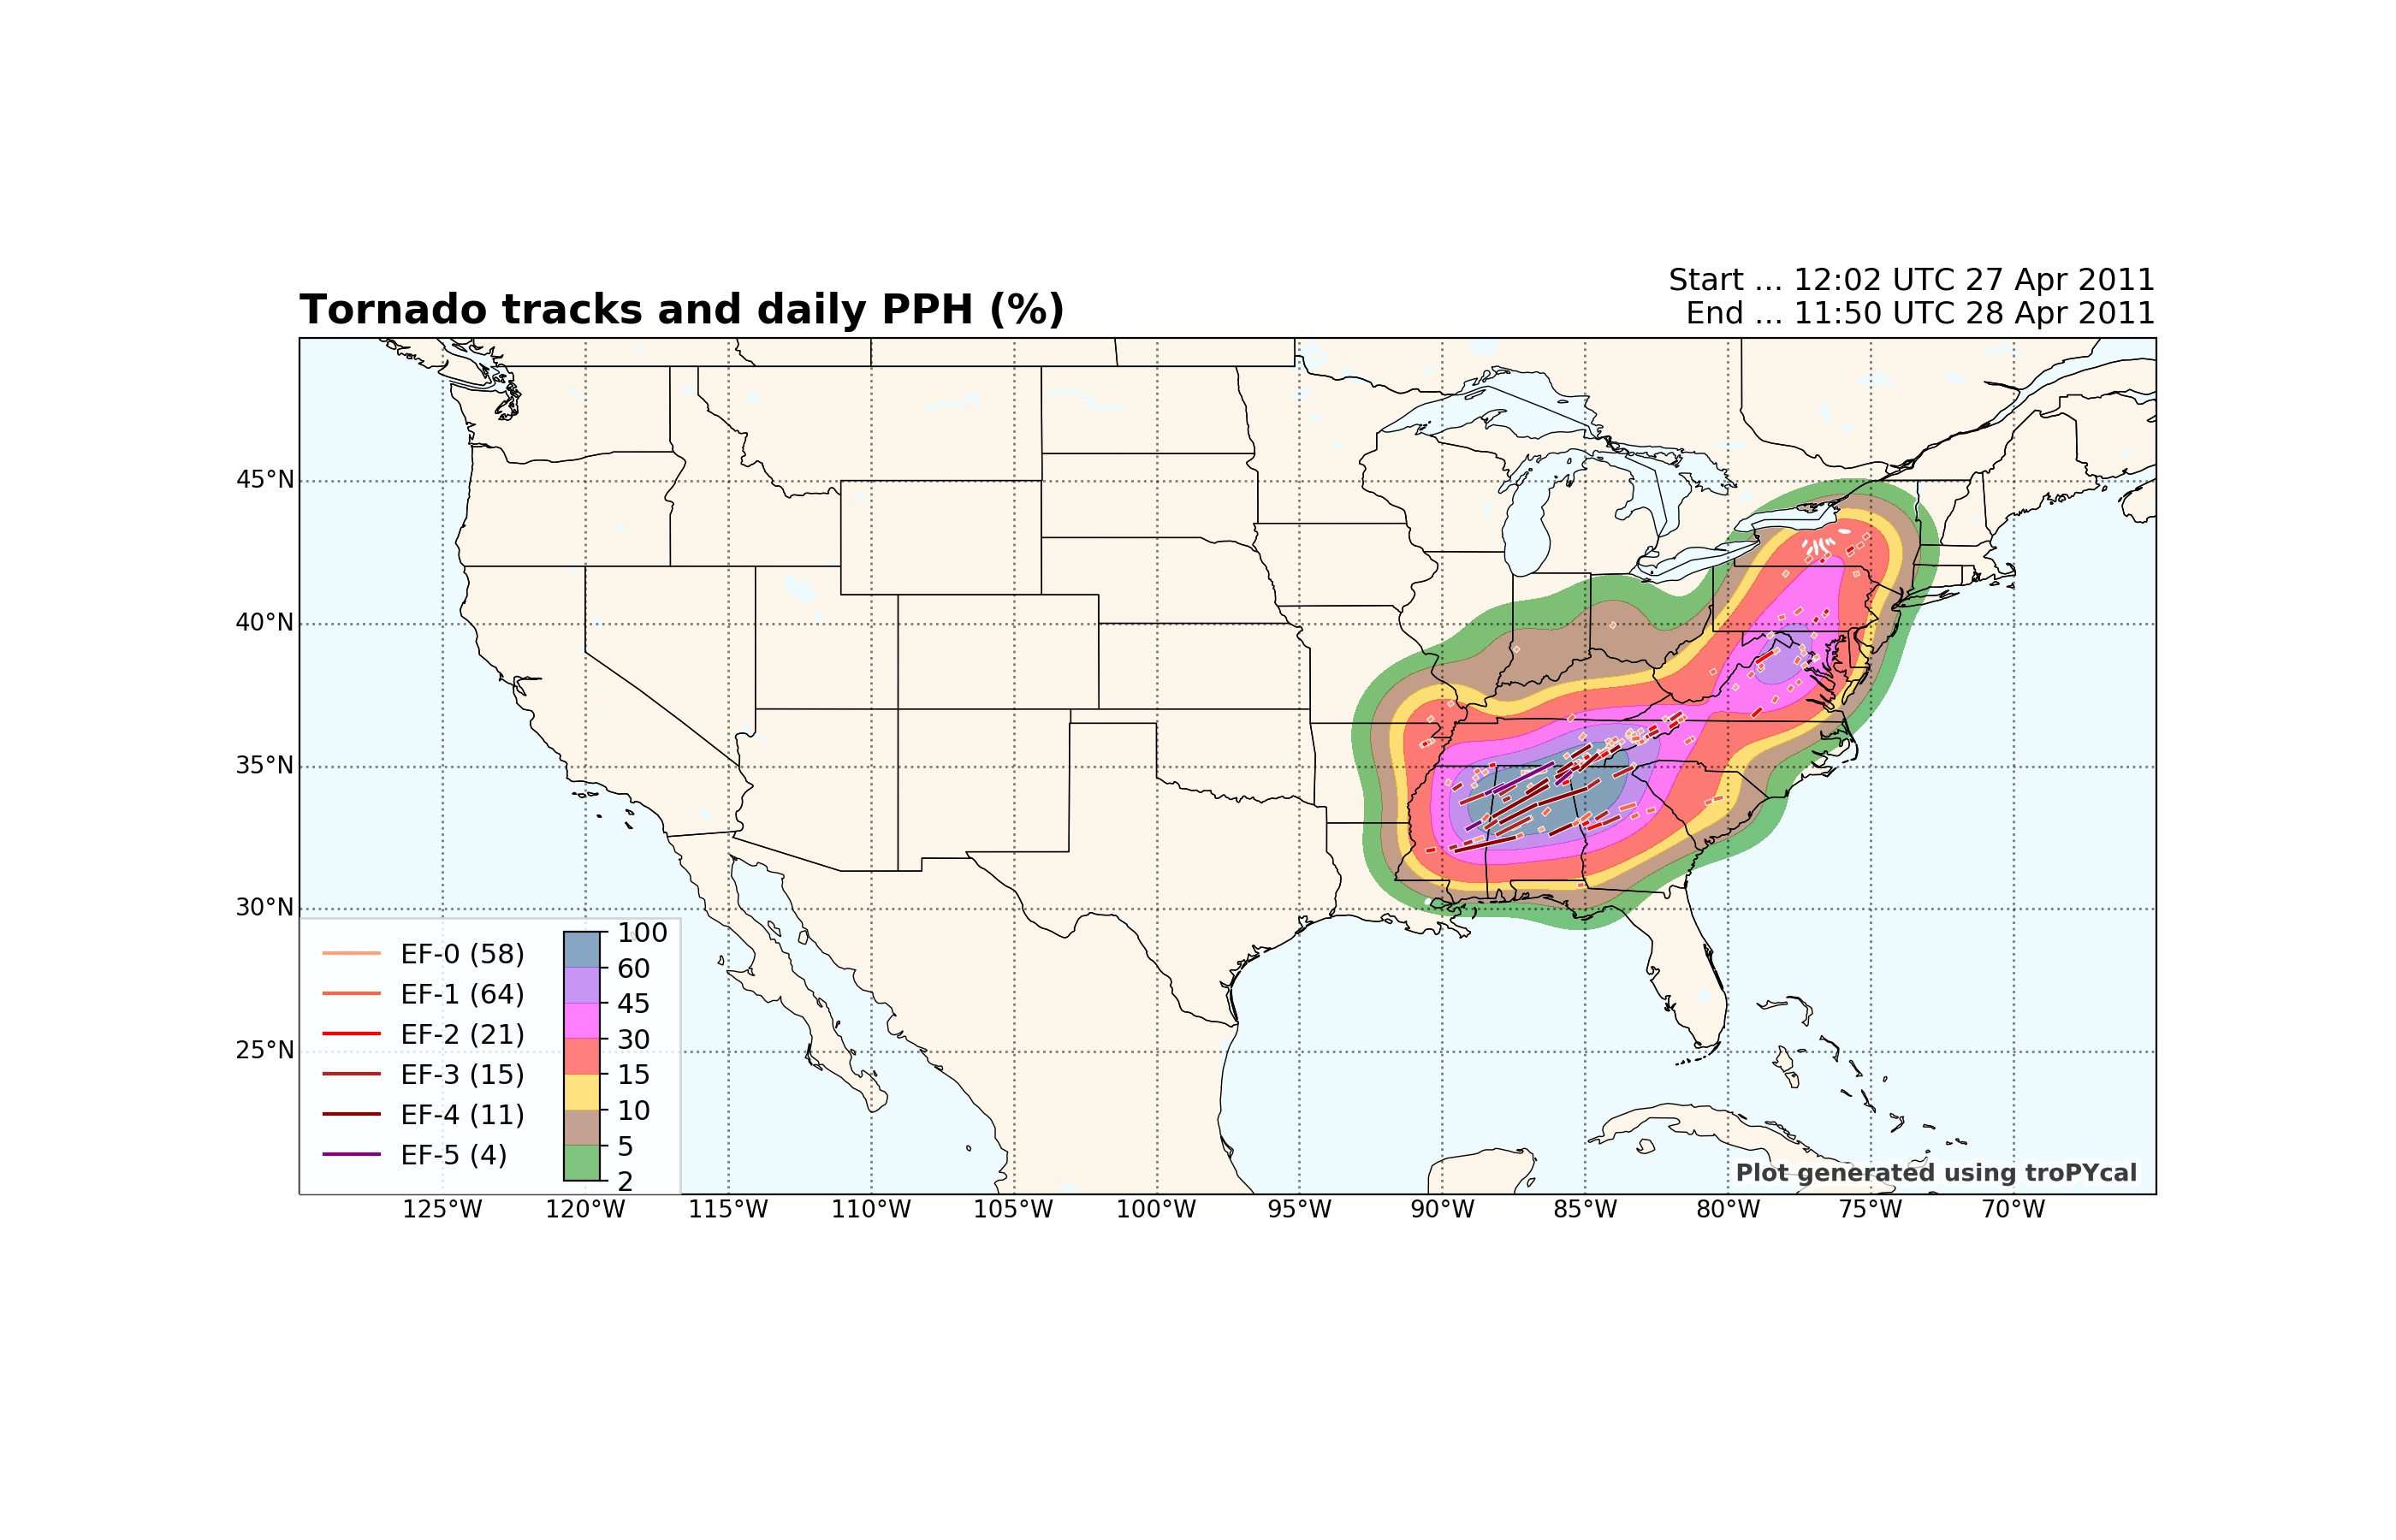 Start ... 12:02 UTC 27 Apr 2011
Tornado tracks and daily PPH (%)
End ... 11:50 UTC 28 Apr 2011
45°N
40°N
35°N
30°N
25°N
EF-0 (58)
EF-1 (64)
EF-2 (21)
EF-3 (15)
EF-4 (11)
EF-5 (4)
100
60
45
30
15
10
5
2
Plot generated using troPYcal
125°W 120°W 115°W 110°W 105°W 100°W 95°W 90°W 85°W 80°W 75°W 70°W